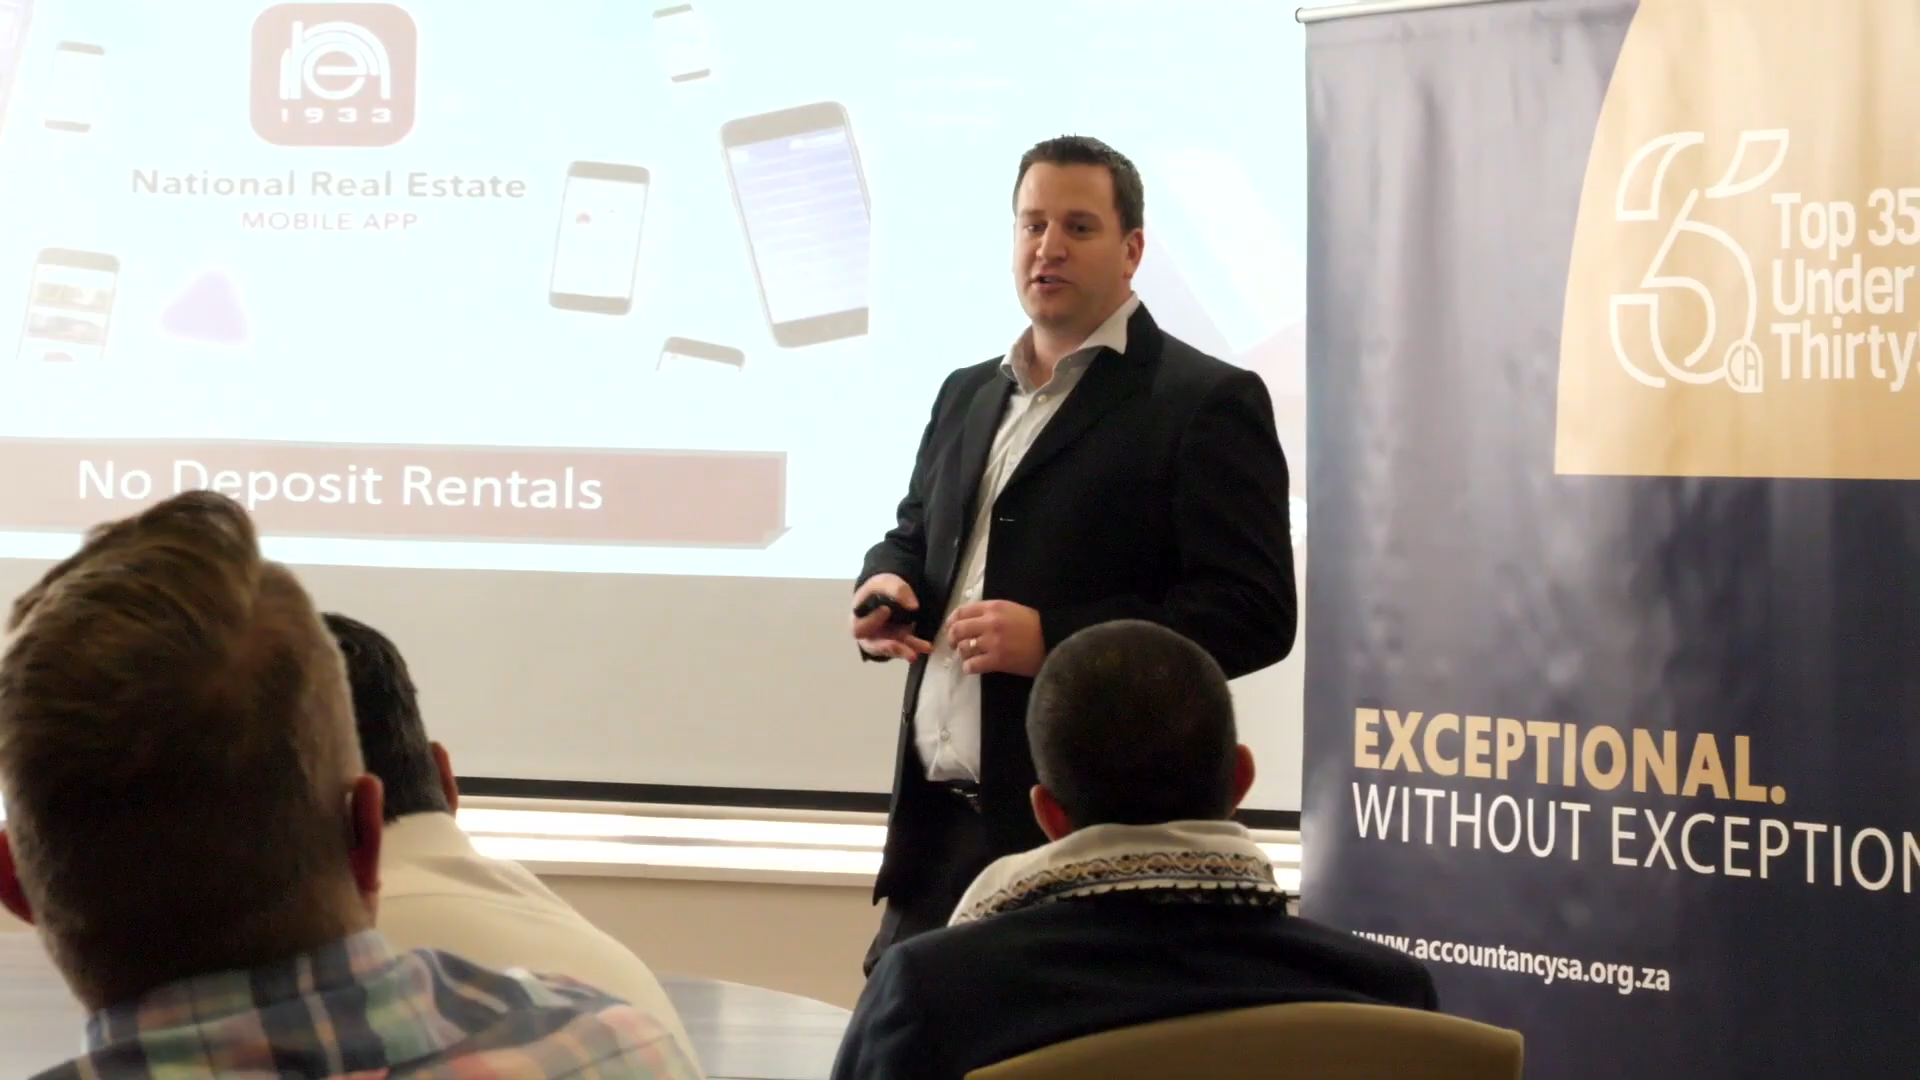 1933
National Real Estate
MOBILE APP
No Deposit Rentals
Top 35
Under
Thirty
CA
EXCEPTIONAL.
WITHOUT EXCEPTION
www.accountancysa.org.za